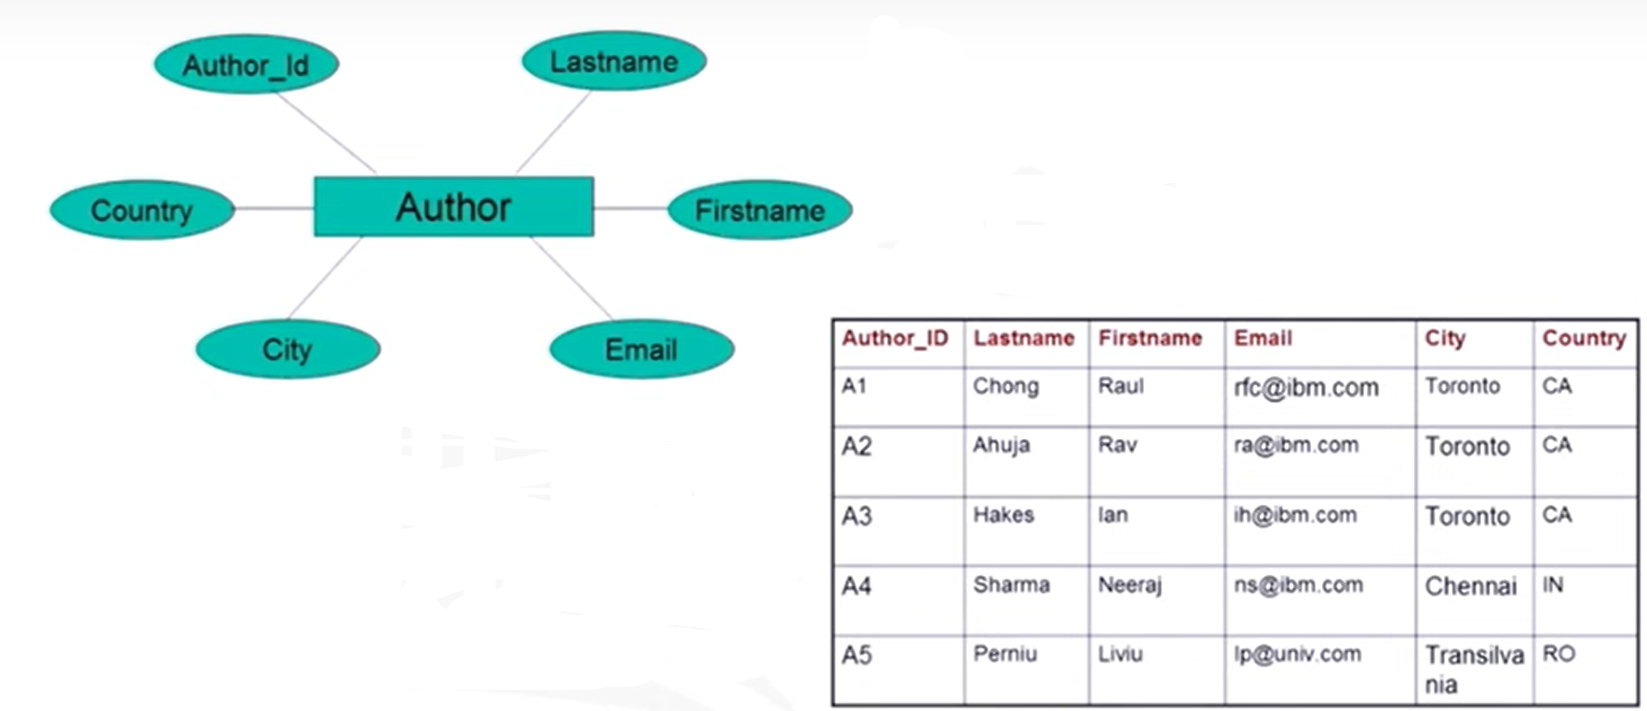 Author_Id
Lastname
Country
Author
Firstname
City
Email
Author_ID Lastname Firstname Email City Country
A1 Chong Raul rfc@ibm.com Toronto CA
A2 Ahuja Rav ra@ibm.com Toronto CA
A3 Hakes Ian ih@ibm.com Toronto CA
A4 Sharma Neeraj ns@ibm.com Chennai IN
A5 Perniu Liviu lp@univ.com Transilva RO
nia